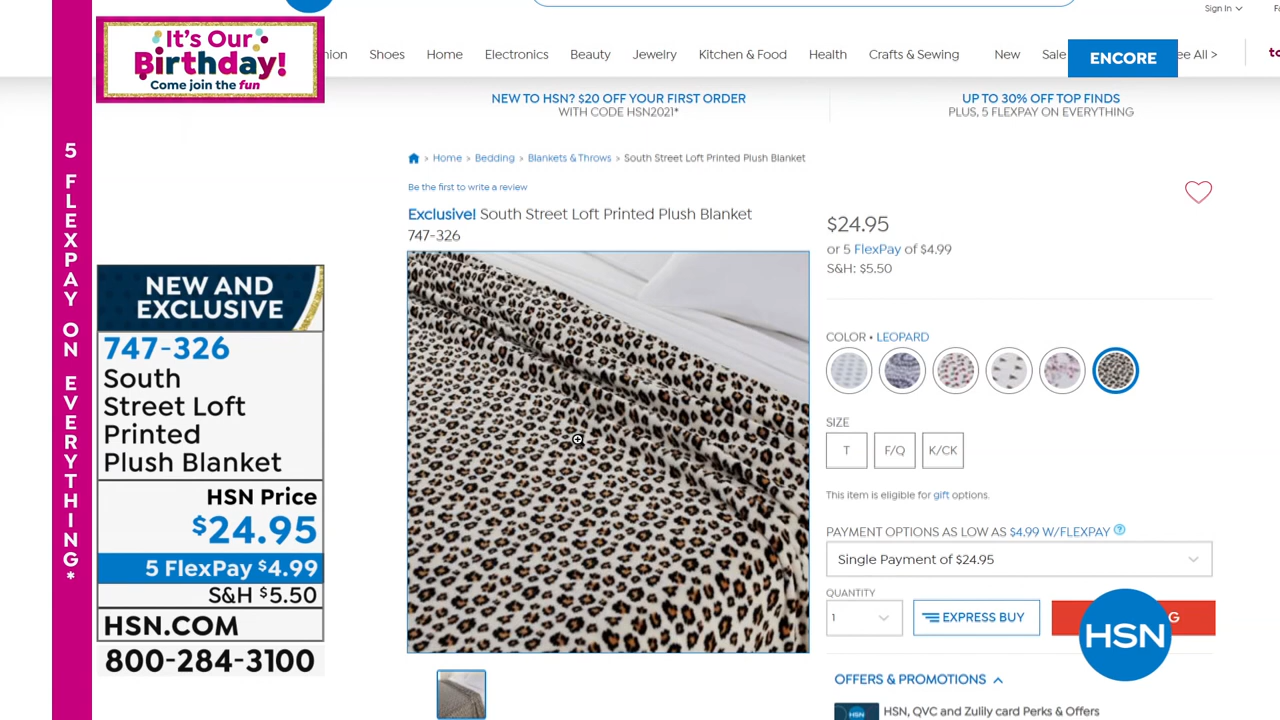 It's Our
Birthday!
Come join the fun
5 FLEXPAY ON EVERYTHING*
NEW AND
EXCLUSIVE
747-326
South
Street Loft
Printed
Plush Blanket
HSN Price
$24.95
5 FlexPay $4.99
S&H $5.50
HSN.COM
800-284-3100
Sign In
Shoes
Home
Electronics
Beauty
Jewelry
Kitchen & Food
Health
Crafts & Sewing
New
Sale
ENCORE
All >
NEW TO HSN? $20 OFF YOUR FIRST ORDER
WITH CODE HSN2021*
UP TO 30% OFF TOP FINDS
PLUS, 5 FLEXPAY ON EVERYTHING
> Home > Bedding > Blankets & Throws > South Street Loft Printed Plush Blanket
Be the first to write a review
Exclusive! South Street Loft Printed Plush Blanket
747-326
$24.95
or 5 FlexPay of $4.99
S&H: $5.50
COLOR • LEOPARD
SIZE
T
F/Q
K/CK
This item is eligible for gift options.
PAYMENT OPTIONS AS LOW AS $4.99 W/FLEXPAY ?
Single Payment of $24.95
QUANTITY
1
EXPRESS BUY
G
HSN
OFFERS & PROMOTIONS
HSN
HSN, QVC and Zulily card Perks & Offers